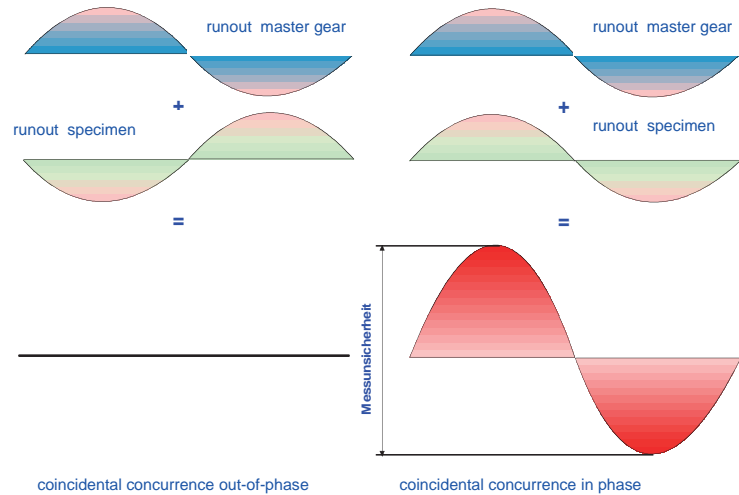 runout master gear
+
runout specimen
=
coincidental concurrence out-of-phase
runout master gear
+
runout specimen
=
Messunsicherheit
coincidental concurrence in phase